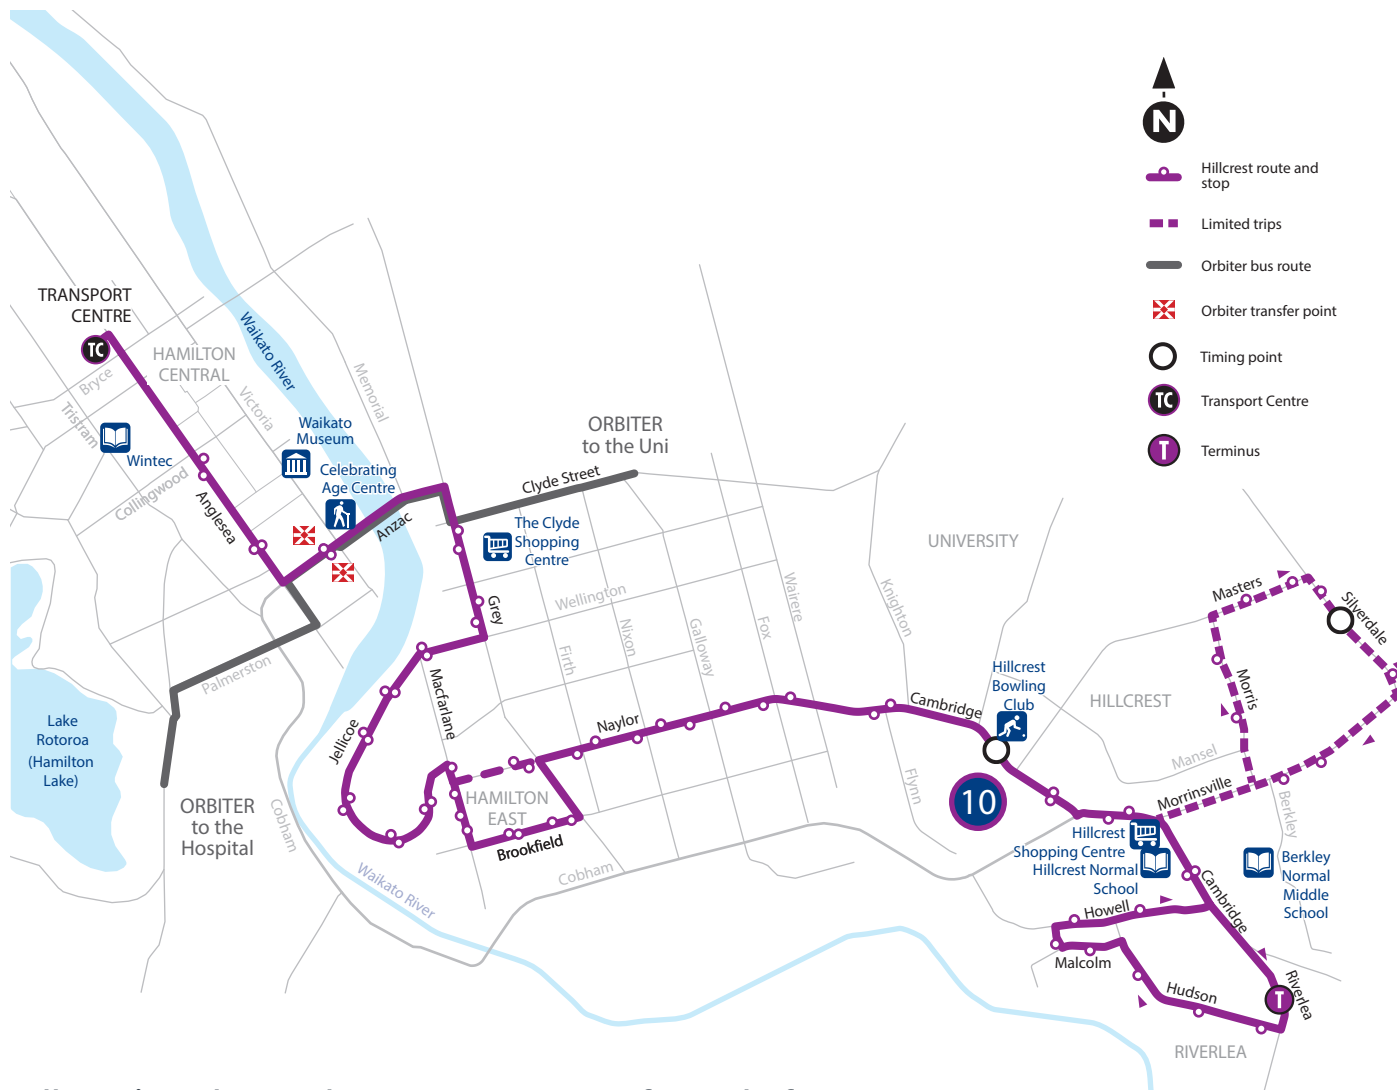 N
Hillcrest route and
stop
Limited trips
Orbiter bus route
Orbiter transfer point
Timing point
TC
Transport Centre
T
Terminus
TRANSPORT
CENTRE
TC
HAMILTON
CENTRAL
Bryce
Tristram
Victoria
Waikato River
Memorial
Wintec
Collingwood
Anglesea
Waikato
Museum
Celebrating
Age Centre
Anzac
ORBITER
to the Uni
Clyde Street
The Clyde
Shopping
Centre
Grey
Wellington
Firth
Nixon
Galloway
Fox
Wairere
Knighton
UNIVERSITY
Masters
Silverdale
Morris
HILLCREST
Hillcrest
Bowling
Club
Cambridge
Mansel
Morrinsville
Berkley
Palmerston
Macfarlane
Jellicoe
Naylor
Flynn
10
Lake
Rotoroa
(Hamilton
Lake)
ORBITER
to the
Hospital
Cobham
HAMILTON
EAST
Brookfield
Cobham
Waikato River
Hillcrest
Shopping Centre
Hillcrest Normal
School
Berkley
Normal
Middle
School
Cambridge
Howell
Malcolm
Hudson
T
Riverlea
RIVERLEA